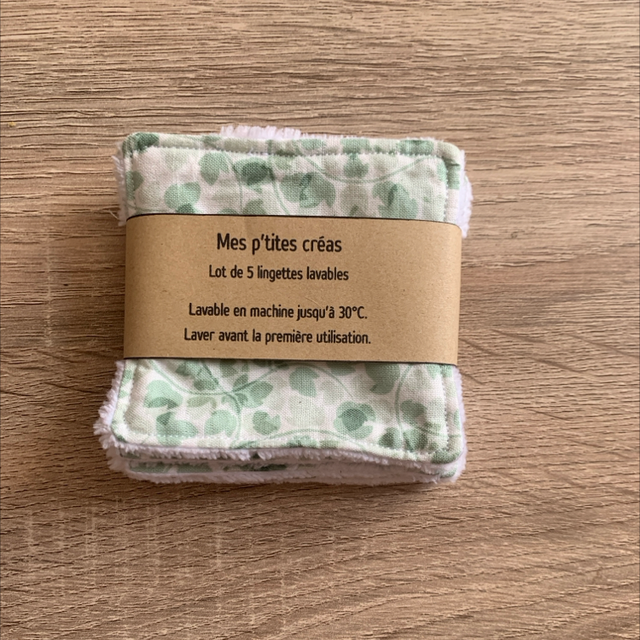 Mes p'tites créas
Lot de 5 lingettes lavables
Lavable en machine jusqu'à 30°C.
Laver avant la première utilisation.